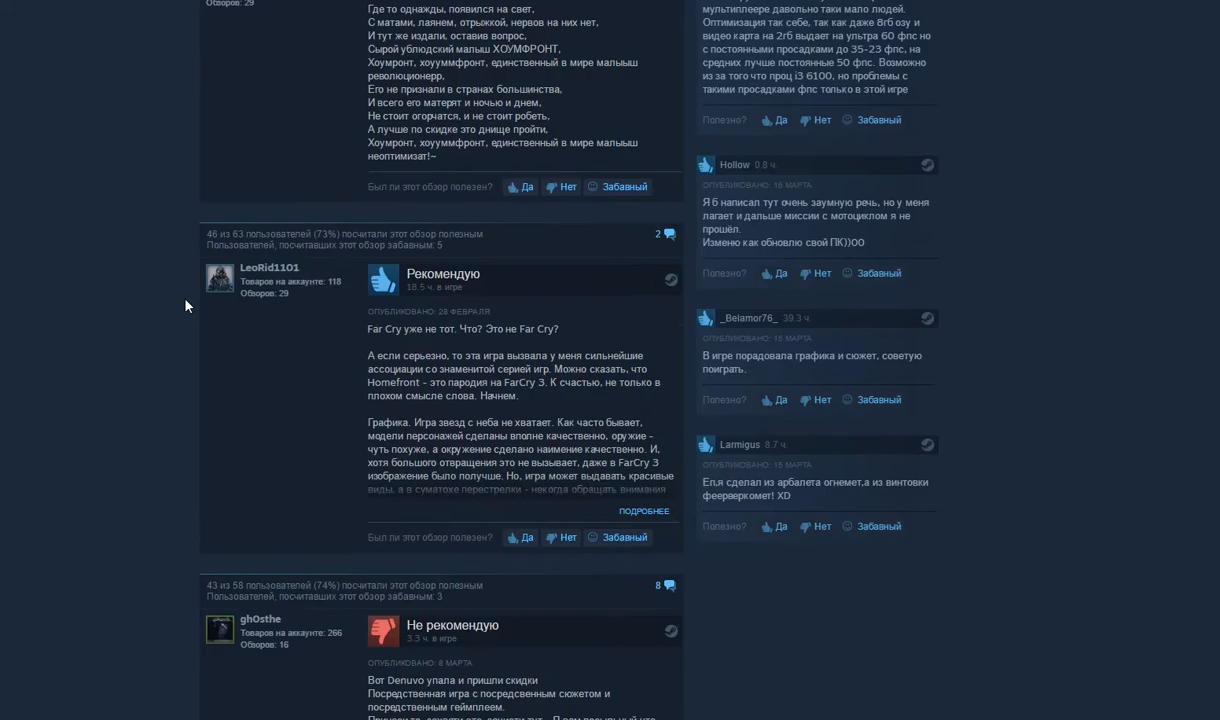 Обзоров: 29
Где то однажды, появился на свет,
С матами, лаянем, отрыжкой, нервов на них нет,
И тут же издали, оставив вопрос,
Сырой ублюдский малыш ХОУМФРОНТ,
Хоумронт, хоууммфронт, единственный в мире малыыш
революционерр,
Его не признали в странах большинства,
И всего его матерят и ночью и днем,
Не стоит огорчатся, и не стоит робеть,
А лучше по скидке это днище пройти,
Хоумронт, хоууммфронт, единственный в мире малыыш
неоптимизат!~
Был ли этот обзор полезен?
Да
Нет
Забавный
46 из 63 пользователей (73%) посчитали этот обзор полезным
Пользователей, посчитавших этот обзор забавным: 5
2
LeoRid1101
Товаров на аккаунте: 118
Обзоров: 29
Рекомендую
18.5 ч. в игре
ОПУБЛИКОВАНО: 28 ФЕВРАЛЯ
Far Cry уже не тот. Что? Это не Far Cry?
А если серьезно, то эта игра вызвала у меня сильнейшие
ассоциации со знаменитой серией игр. Можно сказать, что
Homefront - это пародия на FarCry 3. К счастью, не только в
плохом смысле слова. Начнем.
Графика. Игра звезд с неба не хватает. Как часто бывает,
модели персонажей сделаны вполне качественно, оружие -
чуть похуже, а окружение сделано наимение качественно. И,
хотя большого отвращения это не вызывает, даже в FarCry 3
изображение было получше. Но, игра может выдавать красивые
виды, а в суматохе перестрелки - некогда обращать внимания
ПОДРОБНЕЕ
Был ли этот обзор полезен?
Да
Нет
Забавный
43 из 58 пользователей (74%) посчитали этот обзор полезным
Пользователей, посчитавших этот обзор забавным: 3
8
gh0sthe
Товаров на аккаунте: 266
Обзоров: 16
Не рекомендую
3.3 ч. в игре
ОПУБЛИКОВАНО: 8 МАРТА
Вот Denuvo упала и пришли скидки
Посредственная игра с посредсвенным сюжетом и
посредственным геймплеем.
мультиплеере давольно таки мало людей.
Оптимизация так себе, так как даже 8гб озу и
видео карта на 2гб выдает на ультра 60 фпс но
с постоянными просадками до 35-23 фпс, на
средних лучше постоянные 50 фпс. Возможно
из за того что проц i3 6100, но проблемы с
такими просадками фпс только в этой игре
Полезно?
Да
Нет
Забавный
Hollow 0.8 ч.
ОПУБЛИКОВАНО: 16 МАРТА
Я б написал тут очень заумную речь, но у меня
лагает и дальше миссии с мотоциклом я не
прошёл.
Изменю как обновлю свой ПК))00
Полезно?
Да
Нет
Забавный
_Belamor76_ 39.3 ч.
ОПУБЛИКОВАНО: 15 МАРТА
В игре порадовала графика и сюжет, советую
поиграть.
Полезно?
Да
Нет
Забавный
Larmigus 8.7 ч.
ОПУБЛИКОВАНО: 15 МАРТА
Еп,я сделал из арбалета огнемет,а из винтовки
феерверкомет! XD
Полезно?
Да
Нет
Забавный